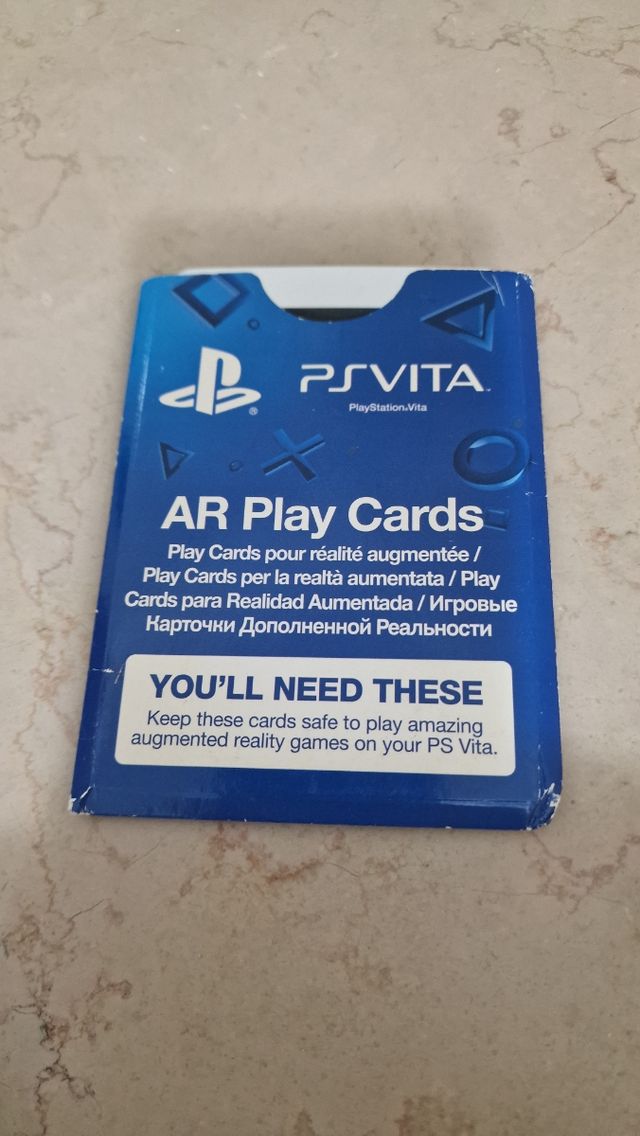 PSVITA
PlayStation®Vita
AR Play Cards
Play Cards pour réalité augmentée /
Play Cards per la realtà aumentata / Play
Cards para Realidad Aumentada / Игровые
Карточки Дополненной Реальности
YOU'LL NEED THESE
Keep these cards safe to play amazing
augmented reality games on your PS Vita.